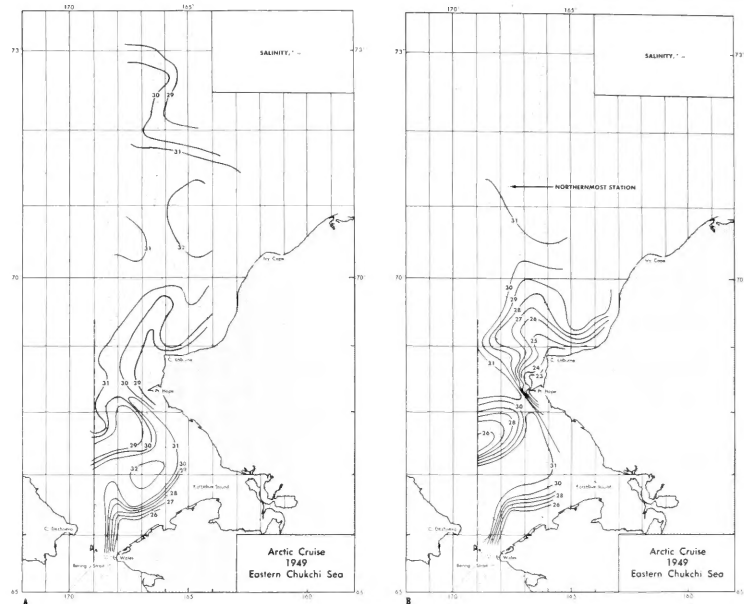 170 165
73
SALINITY,
30 29
31
31 32
Icy Cape
70 70
C. Lisburne
31 30 29
Pt. Hope
29 30
31
32
30
28
27
26
Kotzebue Sound
C. Dezhneva
C. Prince of Wales
Bering Strait
Arctic Cruise
1949
Eastern Chukchi Sea
170 165 160
A
170 165
73 73
SALINITY,
NORTHERNMOST STATION
31
Icy Cape
70 70
30
29
28
27 26
25
C. Lisburne
31
24
23
Pt. Hope
30
28
26
31
30
28
26
Kotzebue Sound
C. Dezhneva
Bering Strait
Arctic Cruise
1949
Eastern Chukchi Sea
65 170 165 160 65
B